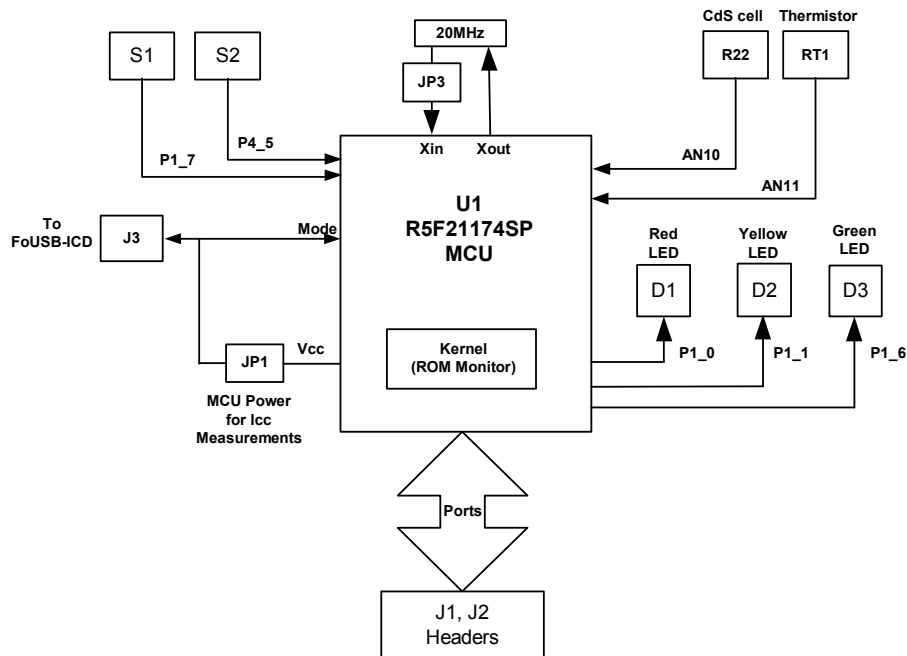 CdS cell
Thermistor
20MHz
S1
S2
R22
RT1
JP3
P4_5
P1_7
Xin
Xout
AN10
AN11
U1
R5F21174SP
MCU
To
FoUSB-ICD
J3
Mode
Red
LED
Yellow
LED
Green
LED
D1
D2
D3
P1_0
P1_1
P1_6
Kernel
(ROM Monitor)
JP1
Vcc
MCU Power
for Icc
Measurements
Ports
J1, J2
Headers